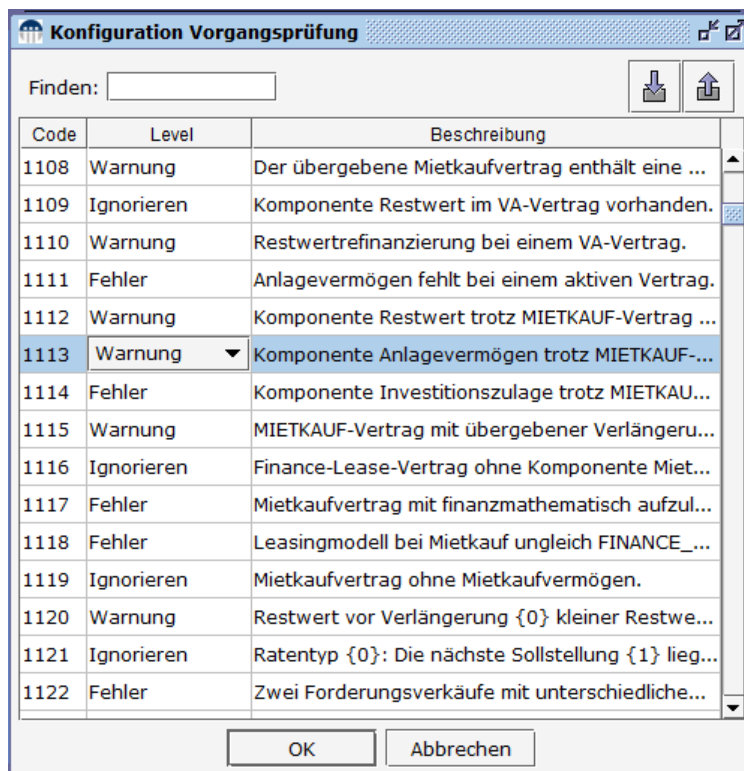 Konfiguration Vorgangsprüfung
Finden:
Code Level Beschreibung
1108 Warnung Der übergebene Mietkaufvertrag enthält eine ...
1109 Ignorieren Komponente Restwert im VA-Vertrag vorhanden.
1110 Warnung Restwertrefinanzierung bei einem VA-Vertrag.
1111 Fehler Anlagevermögen fehlt bei einem aktiven Vertrag.
1112 Warnung Komponente Restwert trotz MIETKAUF-Vertrag ...
1113 Warnung Komponente Anlagevermögen trotz MIETKAUF-...
1114 Fehler Komponente Investitionszulage trotz MIETKAU...
1115 Warnung MIETKAUF-Vertrag mit übergebener Verlängeru...
1116 Ignorieren Finance-Lease-Vertrag ohne Komponente Miet...
1117 Fehler Mietkaufvertrag mit finanzmathematisch aufzul...
1118 Fehler Leasingmodell bei Mietkauf ungleich FINANCE_...
1119 Ignorieren Mietkaufvertrag ohne Mietkaufvermögen.
1120 Warnung Restwert vor Verlängerung {0} kleiner Restwe...
1121 Ignorieren Ratentyp {0}: Die nächste Sollstellung {1} lieg...
1122 Fehler Zwei Forderungsverkäufe mit unterschiedliche...
OK Abbrechen